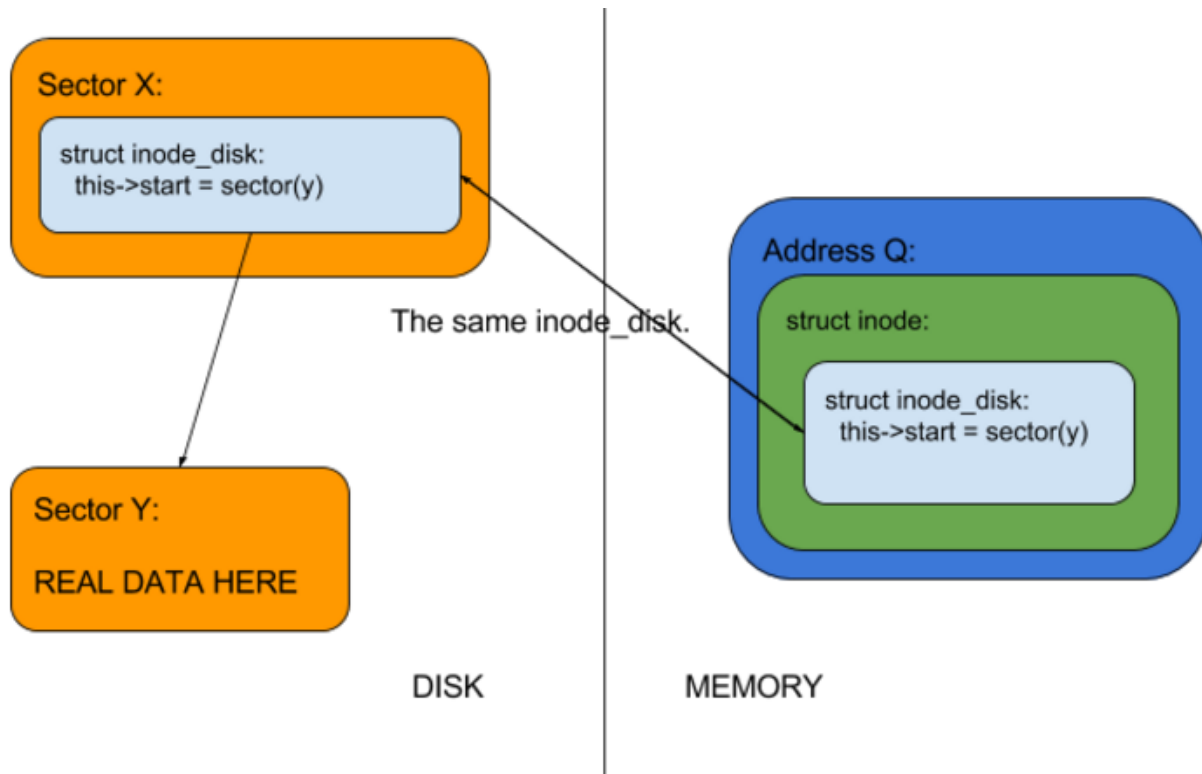 Sector X:
struct inode_disk:
this->start = sector(y)
Address Q:
struct inode:
The same inode_disk.
struct inode_disk:
this->start = sector(y)
Sector Y:
REAL DATA HERE
DISK
MEMORY